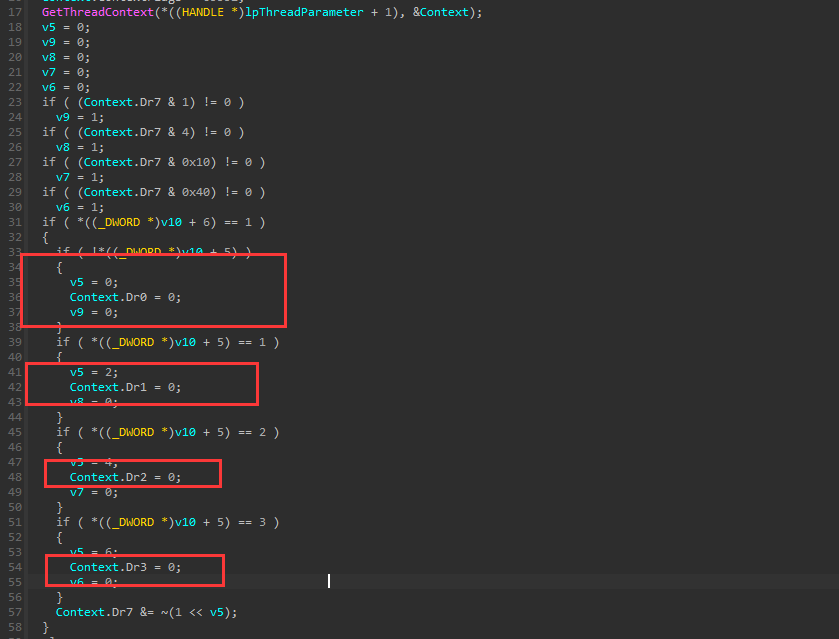 17 GetThreadContext(*((HANDLE *)lpThreadParameter + 1), &Context);
18 v5 = 0;
19 v9 = 0;
20 v8 = 0;
21 v7 = 0;
22 v6 = 0;
23 if ( (Context.Dr7 & 1) != 0 )
24 v9 = 1;
25 if ( (Context.Dr7 & 4) != 0 )
26 v8 = 1;
27 if ( (Context.Dr7 & 0x10) != 0 )
28 v7 = 1;
29 if ( (Context.Dr7 & 0x40) != 0 )
30 v6 = 1;
31 if ( *((_DWORD *)v10 + 6) == 1 )
32 {
33 if ( !*((_DWORD *)v10 + 5) )
34 {
35 v5 = 0;
36 Context.Dr0 = 0;
37 v9 = 0;
38 }
39 if ( *((_DWORD *)v10 + 5) == 1 )
40 {
41 v5 = 2;
42 Context.Dr1 = 0;
43 v8 = 0;
44 }
45 if ( *((_DWORD *)v10 + 5) == 2 )
46 {
47 v5 = 4;
48 Context.Dr2 = 0;
49 v7 = 0;
50 }
51 if ( *((_DWORD *)v10 + 5) == 3 )
52 {
53 v5 = 6;
54 Context.Dr3 = 0;
55 v6 = 0;
56 }
57 Context.Dr7 &= ~(1 << v5);
58 }